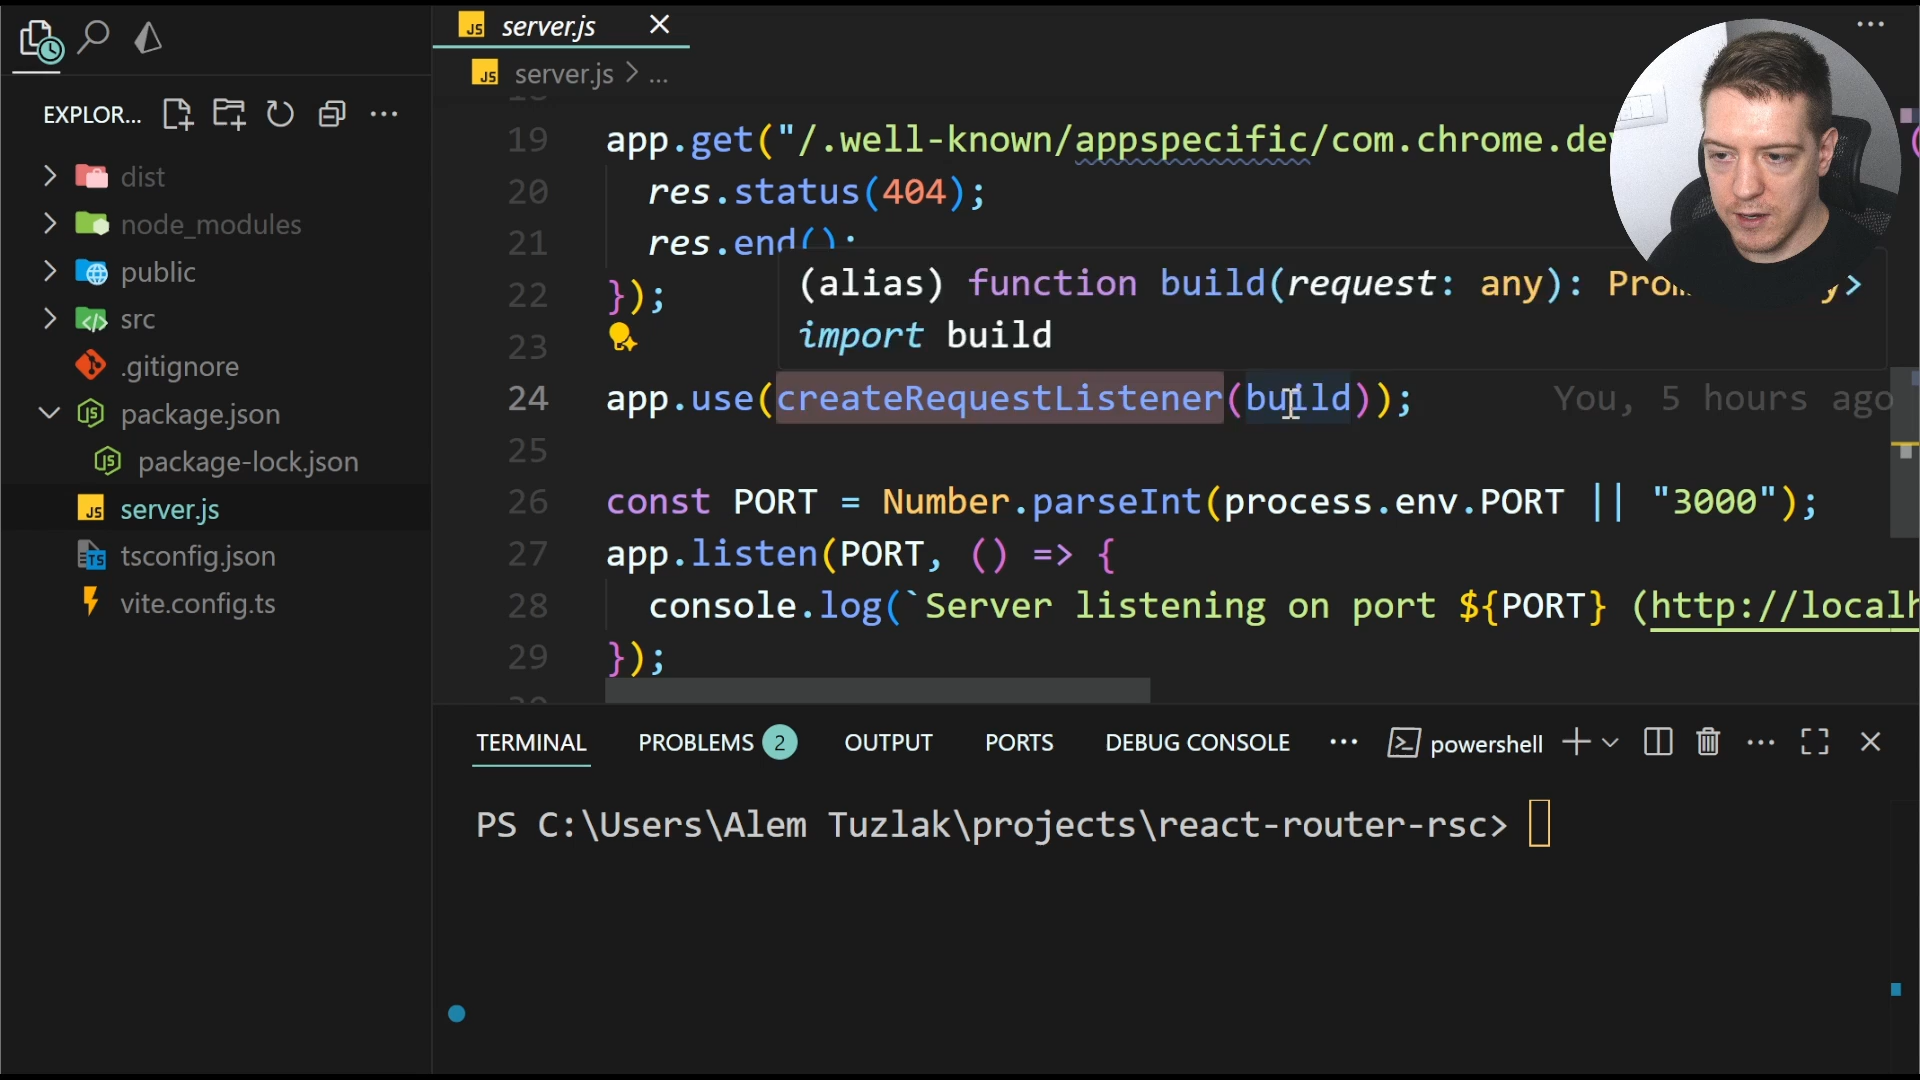 server.js
server.js > ...
EXPLOR...
dist
node_modules
public
src
.gitignore
package.json
package-lock.json
server.js
tsconfig.json
vite.config.ts
19 app.get("/.well-known/appspecific/com.chrome.de
20 res.status(404);
21 res.end();
22 });
23
24 app.use(createRequestListener(build)); You, 5 hours ago
25
26 const PORT = Number.parseInt(process.env.PORT || "3000");
27 app.listen(PORT, () => {
28 console.log(`Server listening on port ${PORT} (http://localh
29 });
(alias) function build(request: any): Pro
import build
TERMINAL PROBLEMS 2 OUTPUT PORTS DEBUG CONSOLE ... powershell
PS C:\Users\Alem Tuzlak\projects\react-router-rsc>